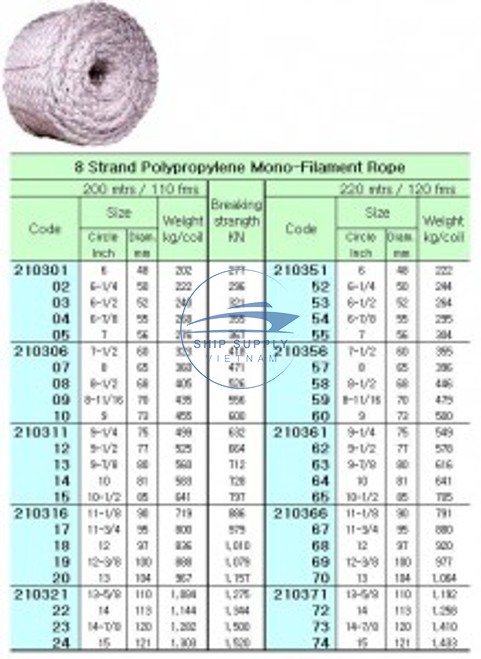 8 Strand Polypropylene Mono-Filament Rope
200 mtrs / 110 fms Breaking strangth KN 220 mtrs / 120 fms
Code Size Weight kg/coil Code Size Weight kg/coil
Circle Inch Diam. mm Circle Inch Diam. mm
210301 6 48 202 277 210351 6 48 222
02 6-1/4 50 222 296 52 6-1/4 50 244
03 6-1/2 52 321 53 6-1/2 52 264
04 6-7/8 55 355 54 6-7/8 55 295
05 7 56 367 55 7 56 304
210306 7-1/2 60 210356 7-1/2 60 355
07 8 65 360 471 57 8 65 396
08 8-1/2 68 405 526 58 8-1/2 68 446
09 8-11/16 70 435 556 59 8-11/16 70 479
10 9 73 455 600 60 9 73 500
210311 9-1/4 75 499 632 210361 9-1/4 75 549
12 9-1/2 77 525 664 62 9-1/2 77 578
13 9-7/8 80 560 712 63 9-7/8 80 616
14 10 81 583 728 64 10 81 641
15 10-1/2 85 641 797 65 10-1/2 85 705
210316 11-1/8 90 719 886 210366 11-1/8 90 791
17 11-3/4 95 800 979 67 11-3/4 95 880
18 12 97 836 1,010 68 12 97 920
19 12-3/8 100 888 1,079 69 12-3/8 100 977
20 13 104 967 1,157 70 13 104 1,064
210321 13-5/8 110 1,084 1,275 210371 13-5/8 110 1,192
22 14 113 1,144 1,344 72 14 113 1,258
23 14-7/8 120 1,282 1,500 73 14-7/8 120 1,410
24 15 121 1,303 1,520 74 15 121 1,433
SHIP SUPPLY
VIETNAM